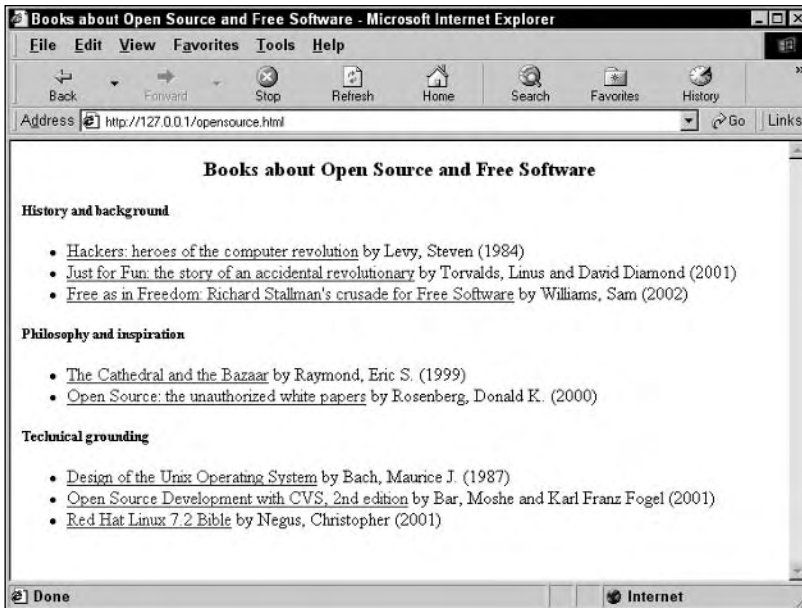 Books about Open Source and Free Software - Microsoft Internet Explorer
File Edit View Favorites Tools Help
Back Forward Stop Refresh Home Search Favorites History »
Address http://127.0.0.1/opensource.html Go Links
Books about Open Source and Free Software
History and background
• Hackers: heroes of the computer revolution by Levy, Steven (1984)
• Just for Fun: the story of an accidental revolutionary by Torvalds, Linus and David Diamond (2001)
• Free as in Freedom: Richard Stallman's crusade for Free Software by Williams, Sam (2002)
Philosophy and inspiration
• The Cathedral and the Bazaar by Raymond, Eric S. (1999)
• Open Source: the unauthorized white papers by Rosenberg, Donald K. (2000)
Technical grounding
• Design of the Unix Operating System by Bach, Maurice J. (1987)
• Open Source Development with CVS, 2nd edition by Bar, Moshe and Karl Franz Fogel (2001)
• Red Hat Linux 7.2 Bible by Negus, Christopher (2001)
Done Internet